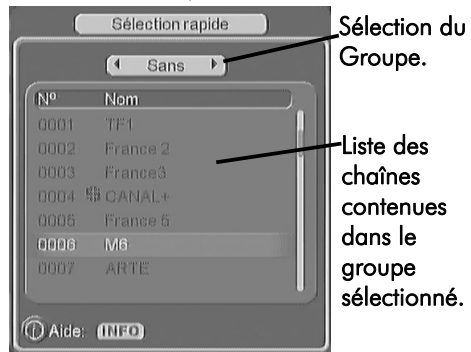 Sélection rapide
Sans
Nº Nom
0001 TF1
0002 France 2
0003 France3
0004 CANAL+
0005 France 5
0006 M6
0007 ARTE
Aide: INFO
Sélection du
Groupe.
Liste des
chaînes
contenues
dans le
groupe
sélectionné.